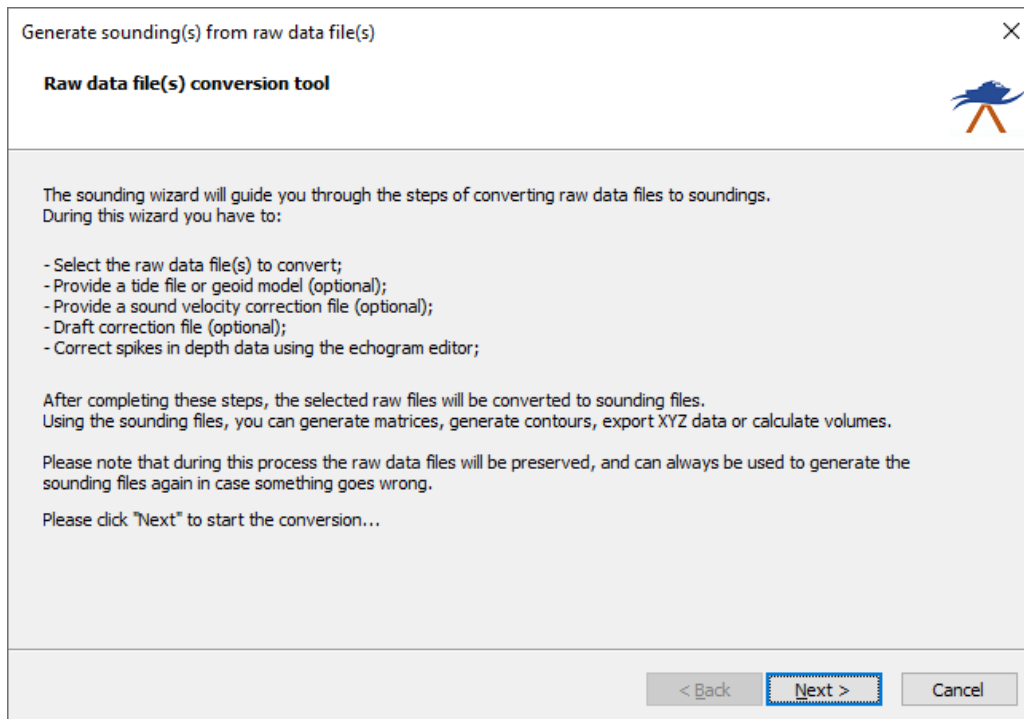 Generate sounding(s) from raw data file(s)
Raw data file(s) conversion tool
The sounding wizard will guide you through the steps of converting raw data files to soundings.
During this wizard you have to:
- Select the raw data file(s) to convert;
- Provide a tide file or geoid model (optional);
- Provide a sound velocity correction file (optional);
- Draft correction file (optional);
- Correct spikes in depth data using the echogram editor;
After completing these steps, the selected raw files will be converted to sounding files.
Using the sounding files, you can generate matrices, generate contours, export XYZ data or calculate volumes.
Please note that during this process the raw data files will be preserved, and can always be used to generate the
sounding files again in case something goes wrong.
Please click "Next" to start the conversion...
< Back Next > Cancel